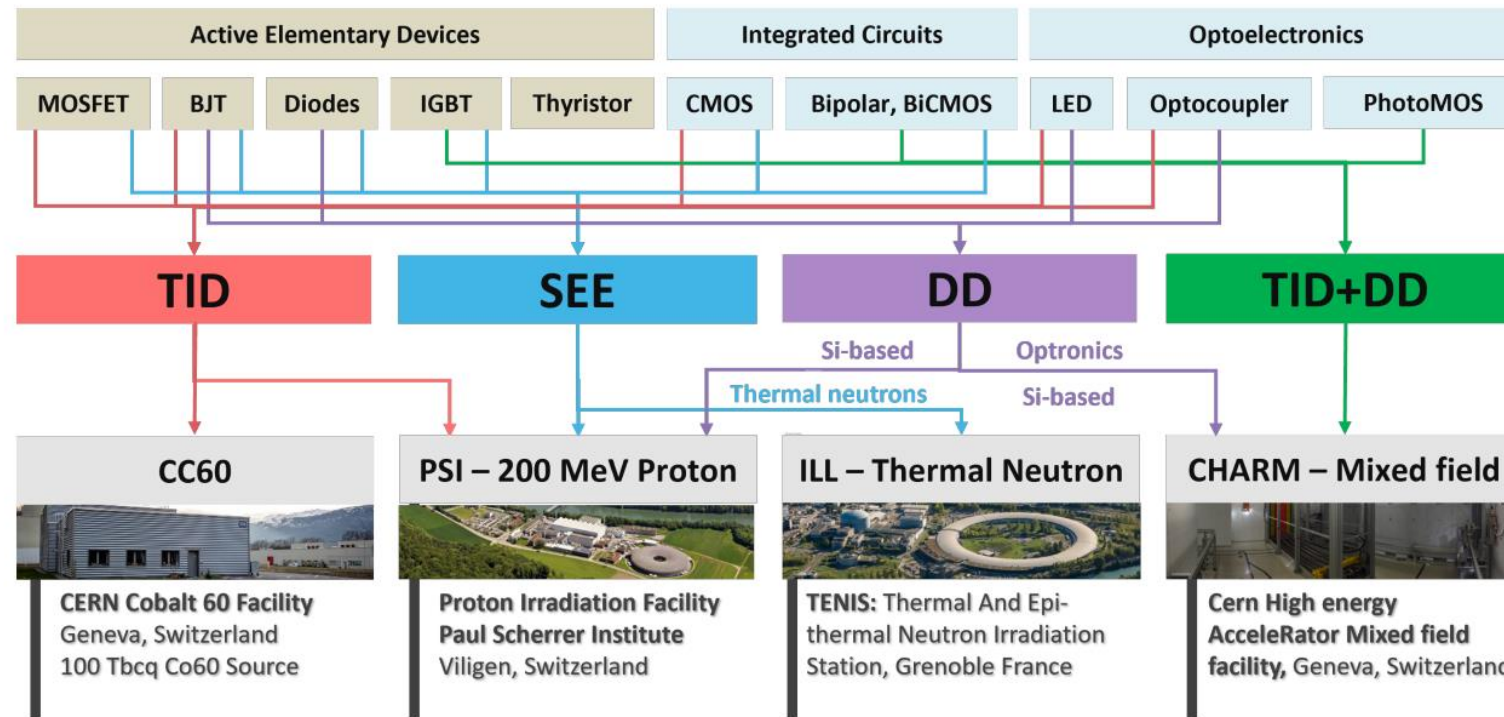 Active Elementary Devices
Integrated Circuits
Optoelectronics
MOSFET
BJT
Diodes
IGBT
Thyristor
CMOS
Bipolar, BiCMOS
LED
Optocoupler
PhotoMOS
TID
SEE
DD
TID+DD
Si-based
Optronics
Thermal neutrons
Si-based
CC60
PSI – 200 MeV Proton
ILL – Thermal Neutron
CHARM – Mixed field
CERN Cobalt 60 Facility
Geneva, Switzerland
100 Tbcq Co60 Source
Proton Irradiation Facility
Paul Scherrer Institute
Viligen, Switzerland
TENIS: Thermal And Epi-
thermal Neutron Irradiation
Station, Grenoble France
Cern High energy
AcceleRator Mixed field
facility, Geneva, Switzerland